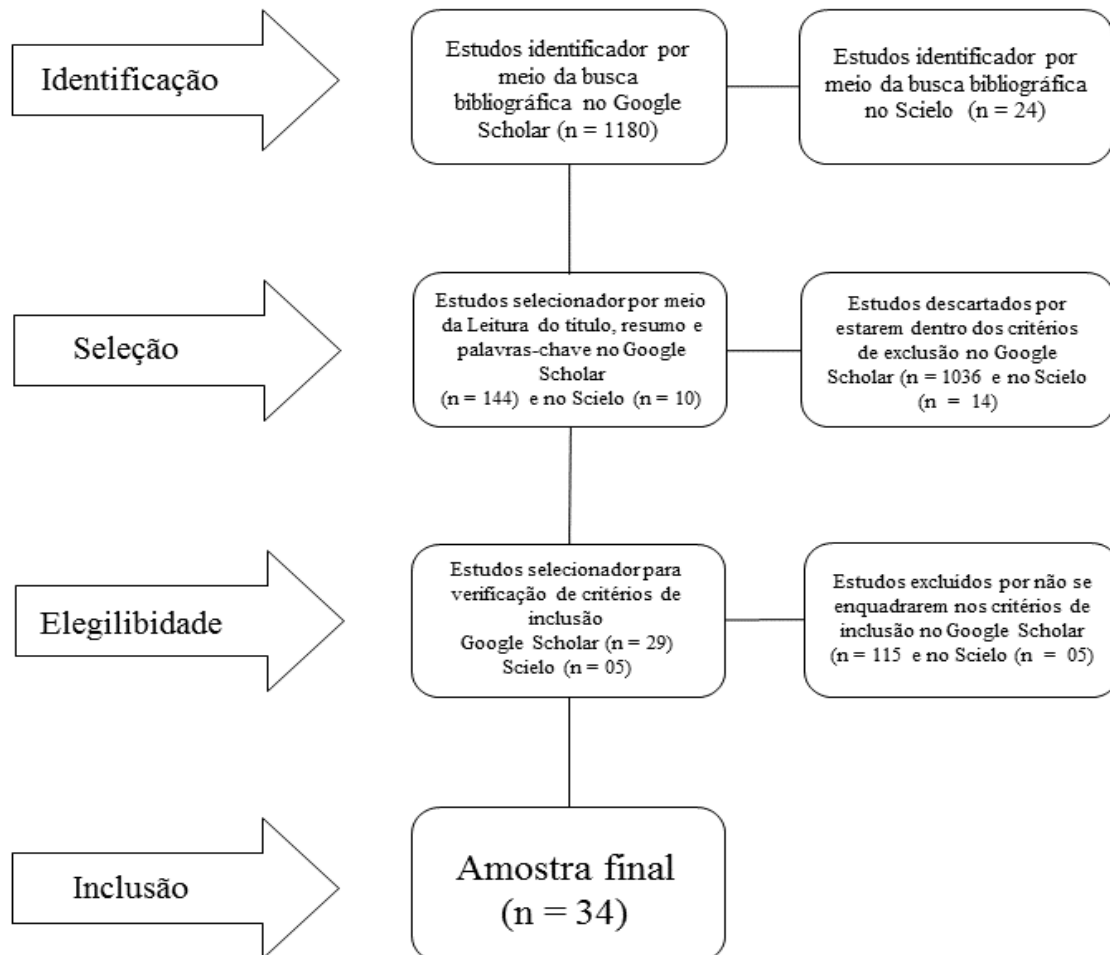 Identificação
Estudos identificador por
meio da busca
bibliográfica no Google
Scholar (n = 1180)
Estudos identificador por
meio da busca bibliográfica
no Scielo (n = 24)
Seleção
Estudos selecionador por meio
da Leitura do título, resumo e
palavras-chave no Google
Scholar
(n = 144) e no Scielo (n = 10)
Estudos descartados por
estarem dentro dos critérios
de exclusão no Google
Scholar (n = 1036 e no Scielo
(n = 14)
Elegilibidade
Estudos selecionador para
verificação de critérios de
inclusão
Google Scholar (n = 29)
Scielo (n = 05)
Estudos excluídos por não se
enquadrarem nos critérios de
inclusão no Google Scholar
(n = 115 e no Scielo (n = 05)
Inclusão
Amostra final
(n = 34)